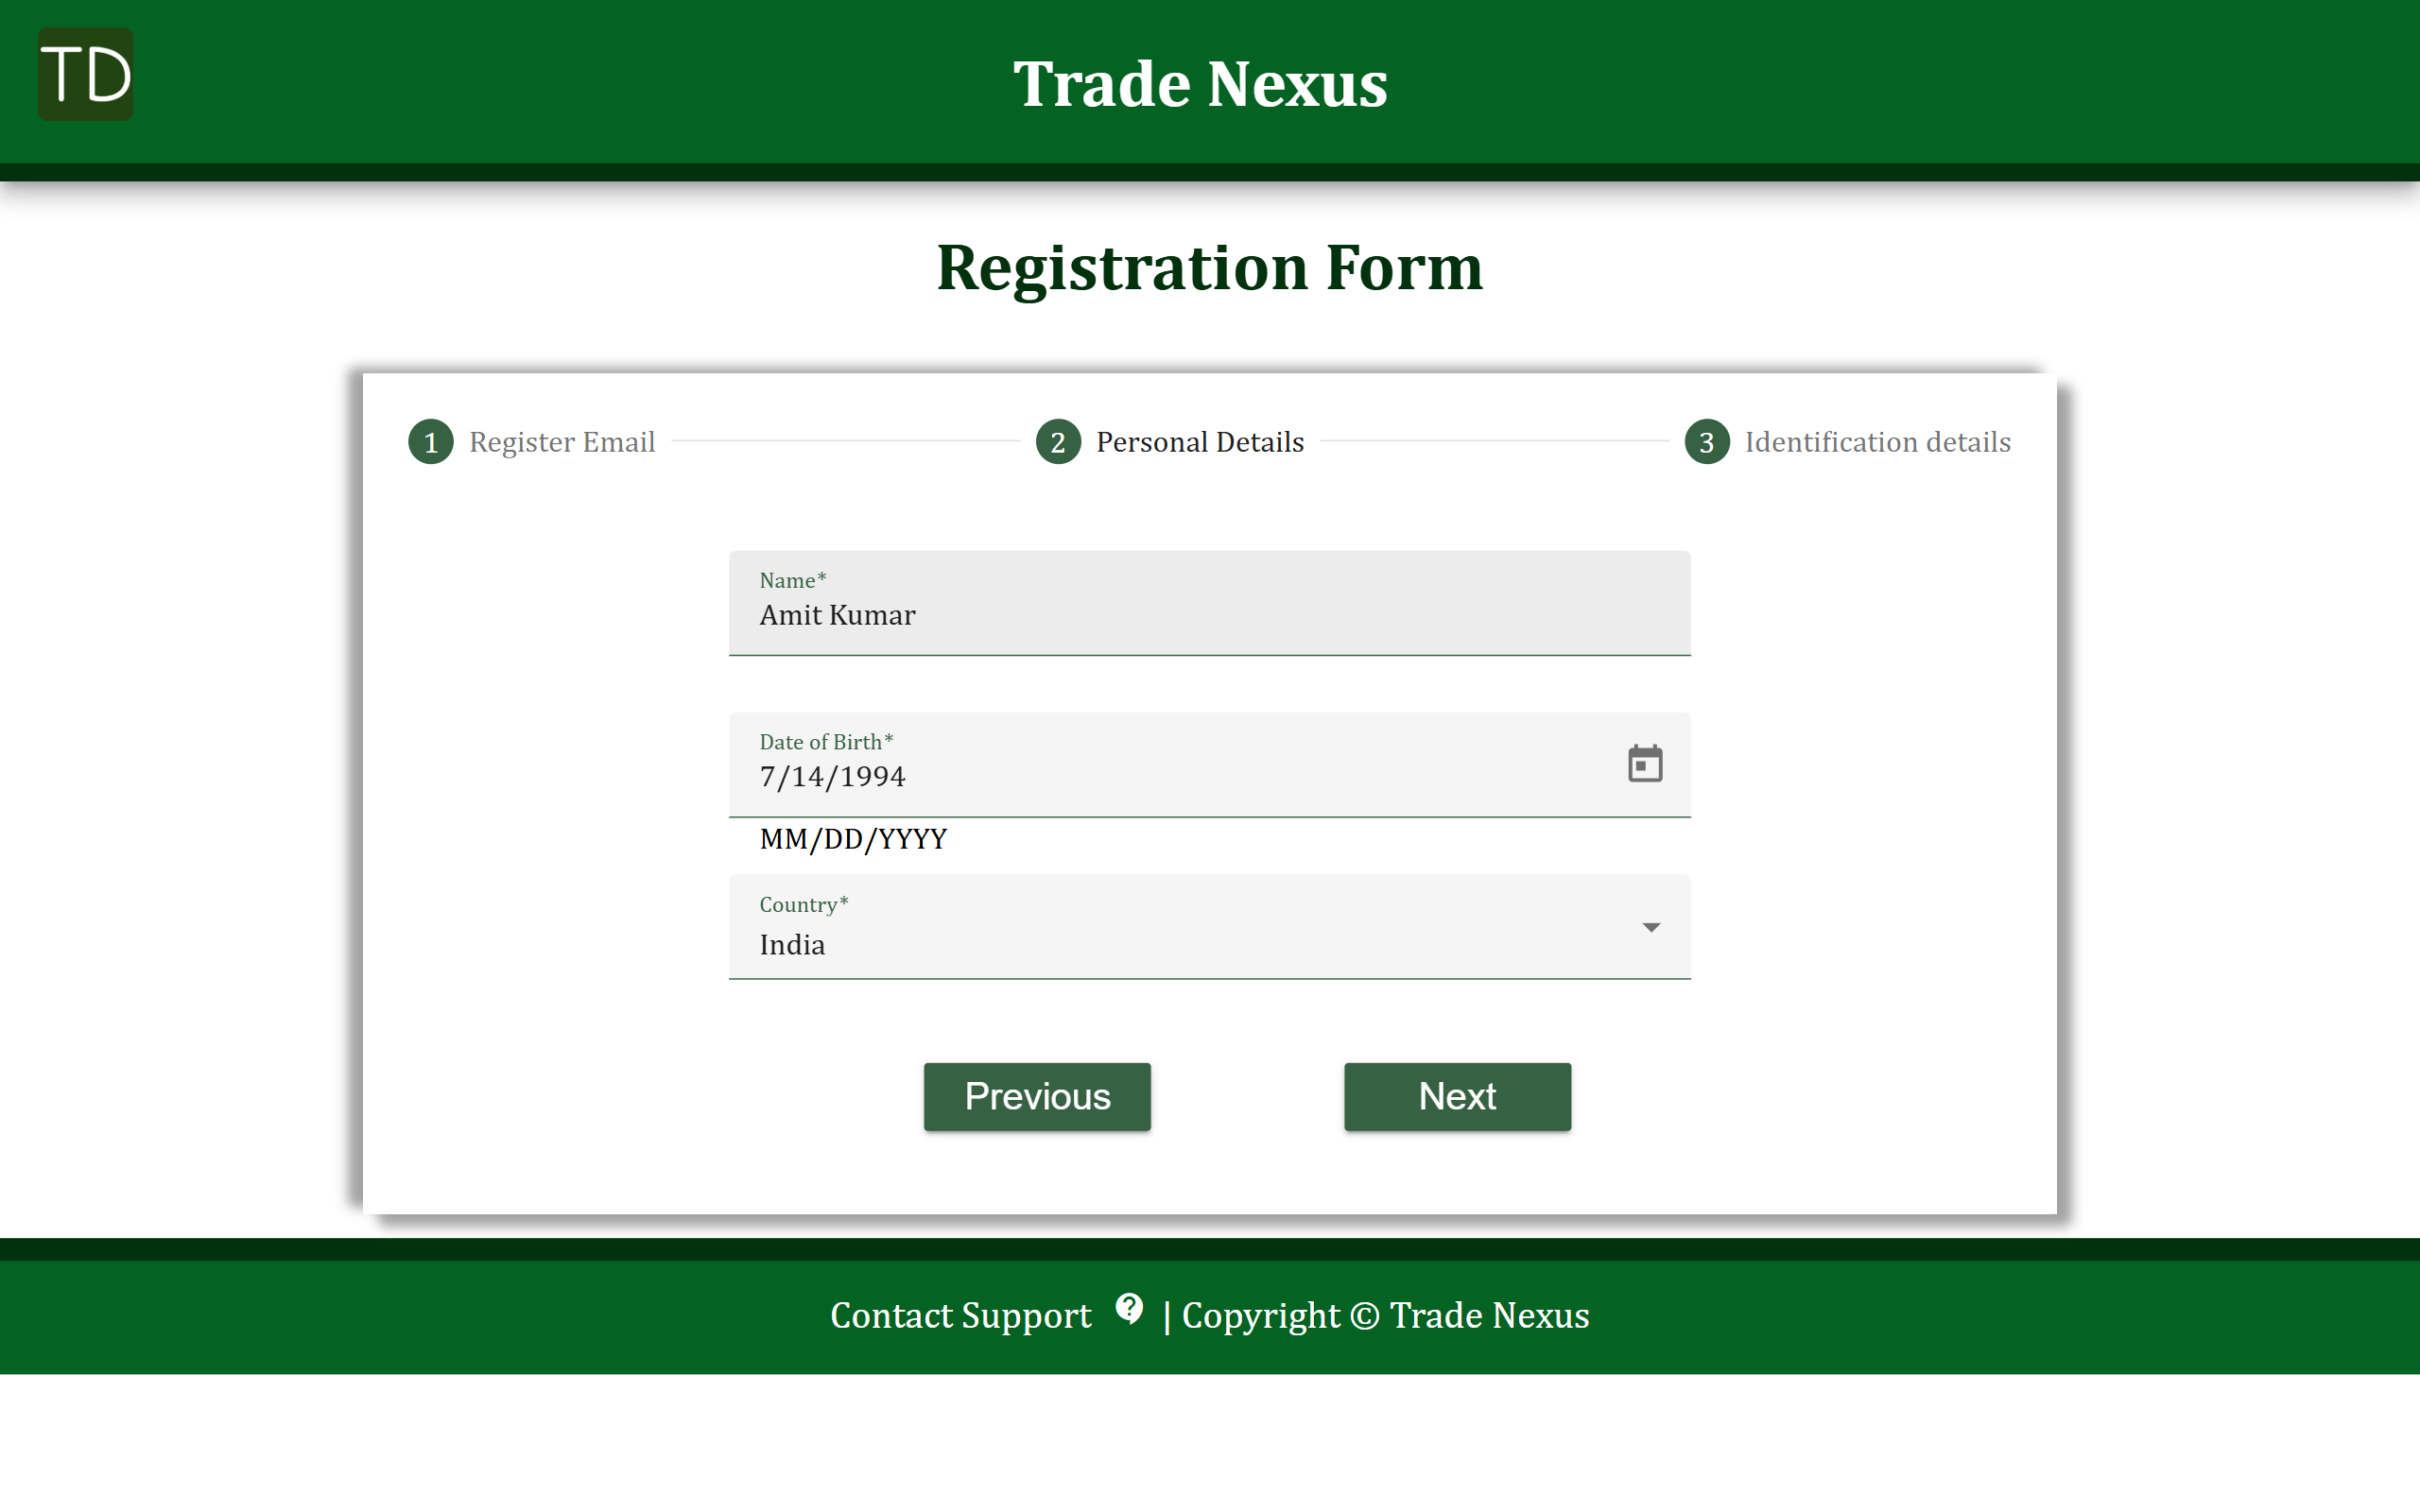 TD
Trade Nexus
Registration Form
1 Register Email 2 Personal Details 3 Identification details
Name*
Amit Kumar
Date of Birth*
7/14/1994
MM/DD/YYYY
Country*
India
Previous Next
Contact Support ? | Copyright © Trade Nexus